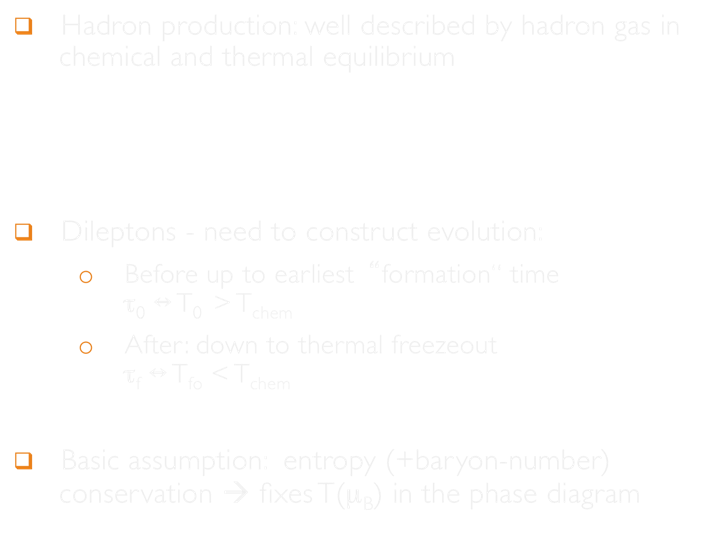 Hadron production: well described by hadron gas in
chemical and thermal equilibrium
Dileptons - need to construct evolution:
Before up to earliest “formation” time
τ0 ↔ T0 > Tchem
After: down to thermal freezeout
τf ↔ Tfo < Tchem
Basic assumption: entropy (+baryon-number)
conservation → fixes T(μB) in the phase diagram